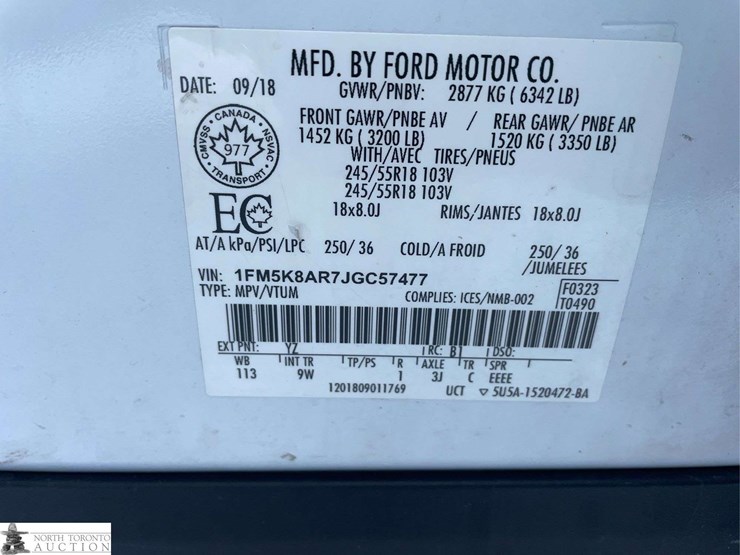 MFD. BY FORD MOTOR CO.
DATE: 09/18
GVWR/PNBV: 2877 KG ( 6342 LB)
FRONT GAWR/PNBE AV / REAR GAWR/ PNBE AR
1452 KG ( 3200 LB) 1520 KG ( 3350 LB)
WITH/AVEC TIRES/PNEUS
245/55R18 103V
245/55R18 103V
18x8.0J RIMS/JANTES 18x8.0J
CMVSS • CANADA • NSVAC • TRANSPORT •
977
EC
AT/A kPa/PSI/LPC 250/ 36 COLD/A FROID 250/ 36
/JUMELEES
VIN: 1FM5K8AR7JGC57477
TYPE: MPV/VTUM COMPLIES: ICES/NMB-002
F0323
T0490
EXT PNT: YZ RC: B1 DSO:
WB INT TR TP/PS R AXLE TR SPR
113 9W 1 3J C EEEE
1201809011769 UCT ▽ 5U5A-1520472-BA
NORTH TORONTO
AUCTION